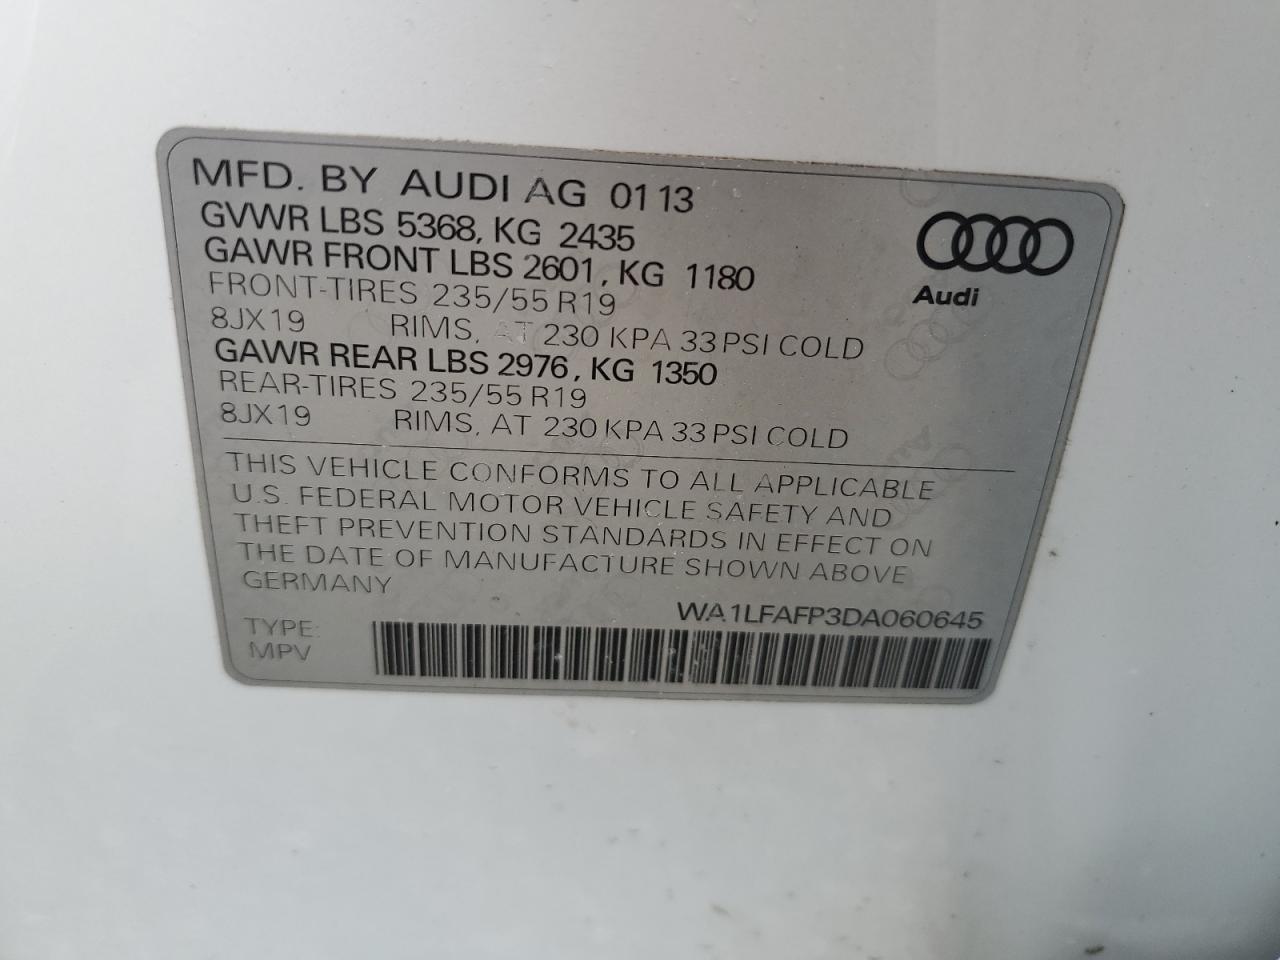 MFD. BY AUDI AG 01 13
GVWR LBS 5368, KG 2435
GAWR FRONT LBS 2601, KG 1180
FRONT-TIRES 235/55 R19
8JX19 RIMS, AT 230 KPA 33 PSI COLD
GAWR REAR LBS 2976, KG 1350
REAR-TIRES 235/55 R19
8JX19 RIMS, AT 230 KPA 33 PSI COLD
Audi
THIS VEHICLE CONFORMS TO ALL APPLICABLE
U.S. FEDERAL MOTOR VEHICLE SAFETY AND
THEFT PREVENTION STANDARDS IN EFFECT ON
THE DATE OF MANUFACTURE SHOWN ABOVE
GERMANY
WA1LFAFP3DA060645
TYPE:
MPV